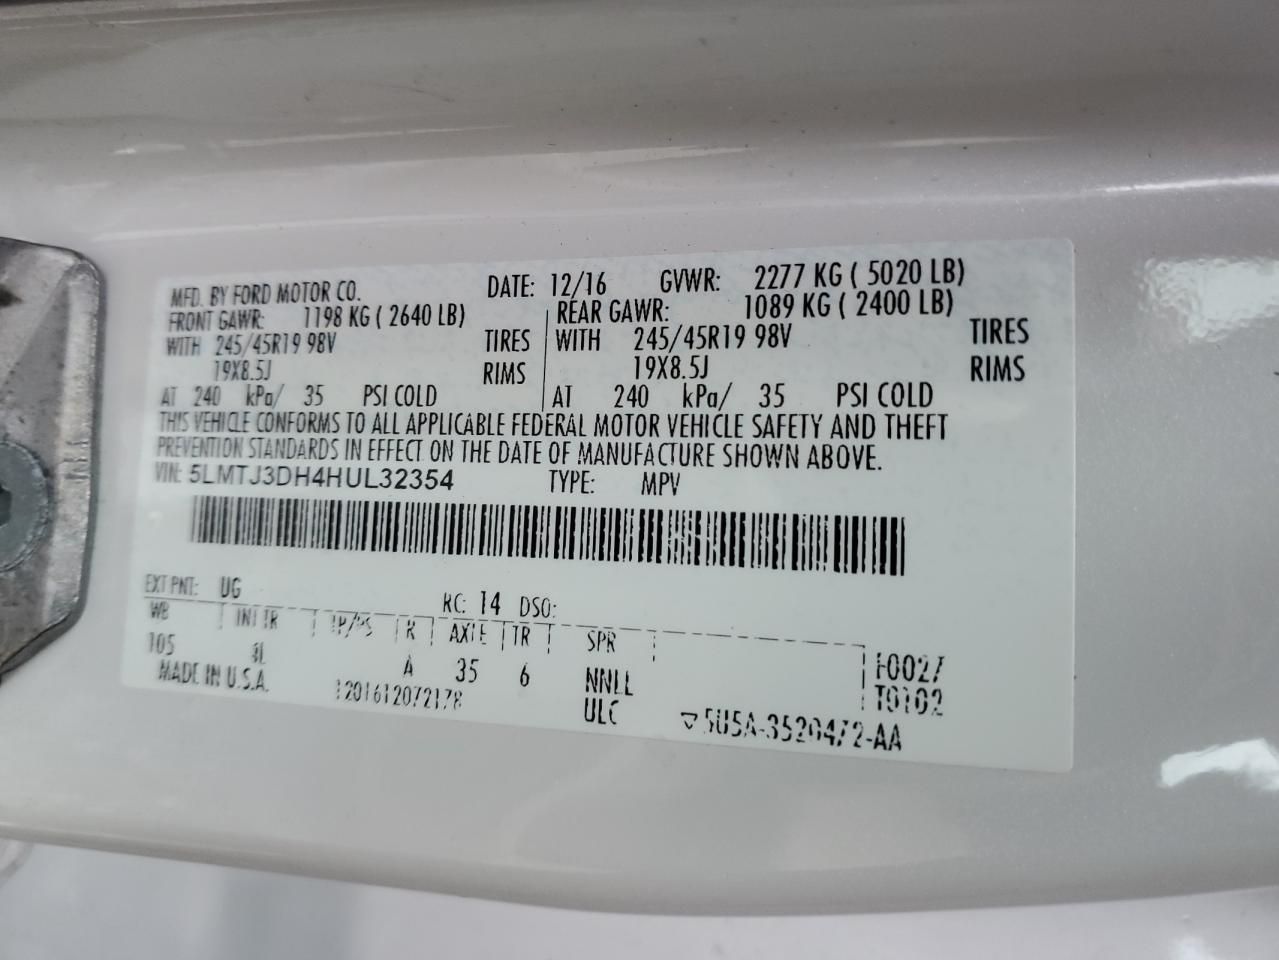 MFD. BY FORD MOTOR CO. DATE: 12/16 GVWR: 2277 KG ( 5020 LB)
FRONT GAWR: 1198 KG ( 2640 LB) REAR GAWR: 1089 KG ( 2400 LB)
WITH 245/45R19 98V TIRES WITH 245/45R19 98V TIRES
19X8.5J RIMS 19X8.5J RIMS
AT 240 kPa/ 35 PSI COLD AT 240 kPa/ 35 PSI COLD
THIS VEHICLE CONFORMS TO ALL APPLICABLE FEDERAL MOTOR VEHICLE SAFETY AND THEFT
PREVENTION STANDARDS IN EFFECT ON THE DATE OF MANUFACTURE SHOWN ABOVE.
VIN: 5LMTJ3DH4HUL32354 TYPE: MPV
EXT PNT: UG RC: 14 DSO:
WB INT TR TP/PS R AXLE TR SPR
105 A 35 6 NNLL F0027
MADE IN U.S.A. 1201612072178 ULC T0102
5U5A-3520472-AA